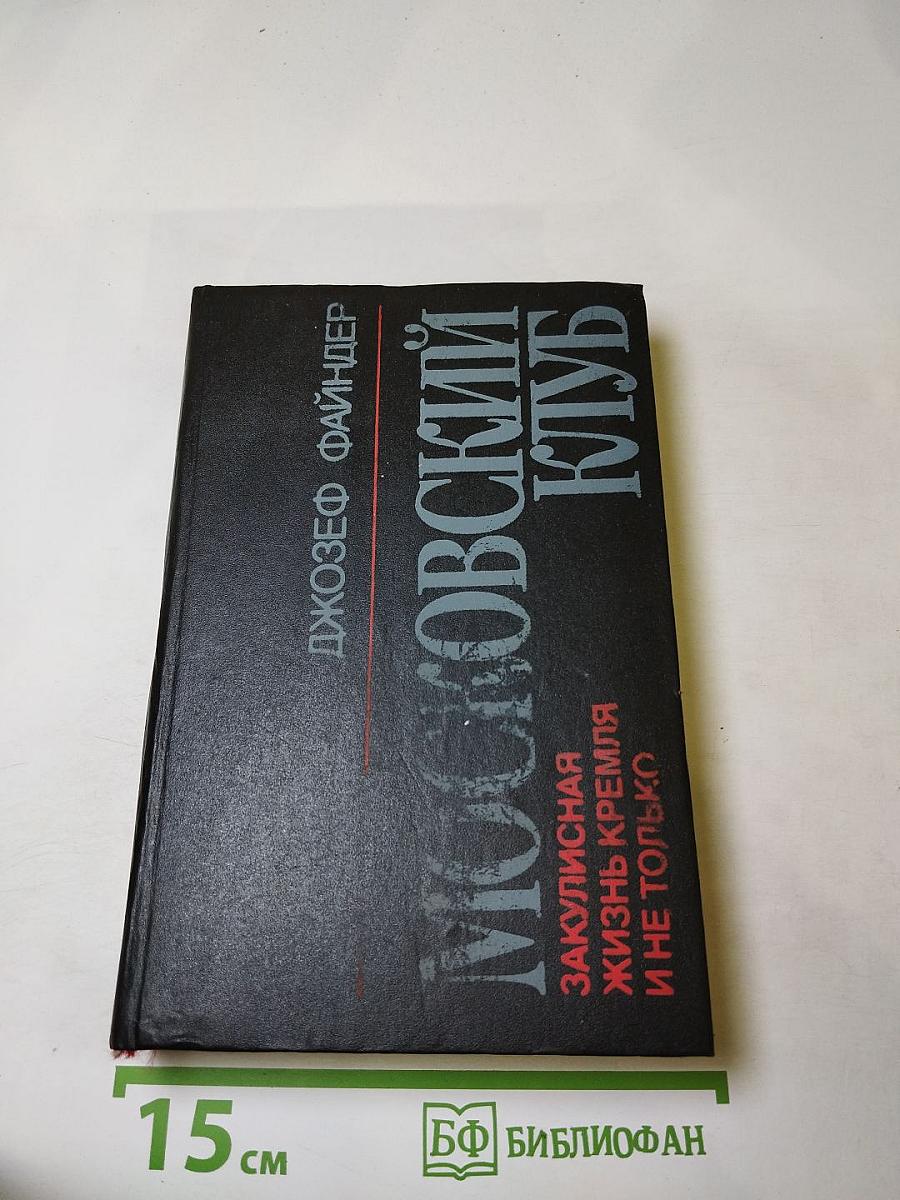 ДЖОЗЕФ ФАЙНДЕР
МОСКОВСКИЙ
КЛУБ
ЗАКУЛИСНАЯ
ЖИЗНЬ КРЕМЛЯ
И НЕ ТОЛЬКО
15 см
БФ БИБЛИОФАН